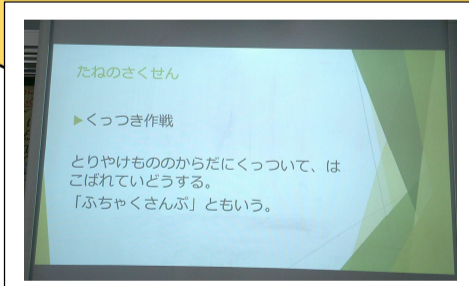 たねのさくせん
▶くっつき作戦
とりやけもののからだにくっついて、は
こばれていどうする。
「ふちゃくさんぷ」ともいう。